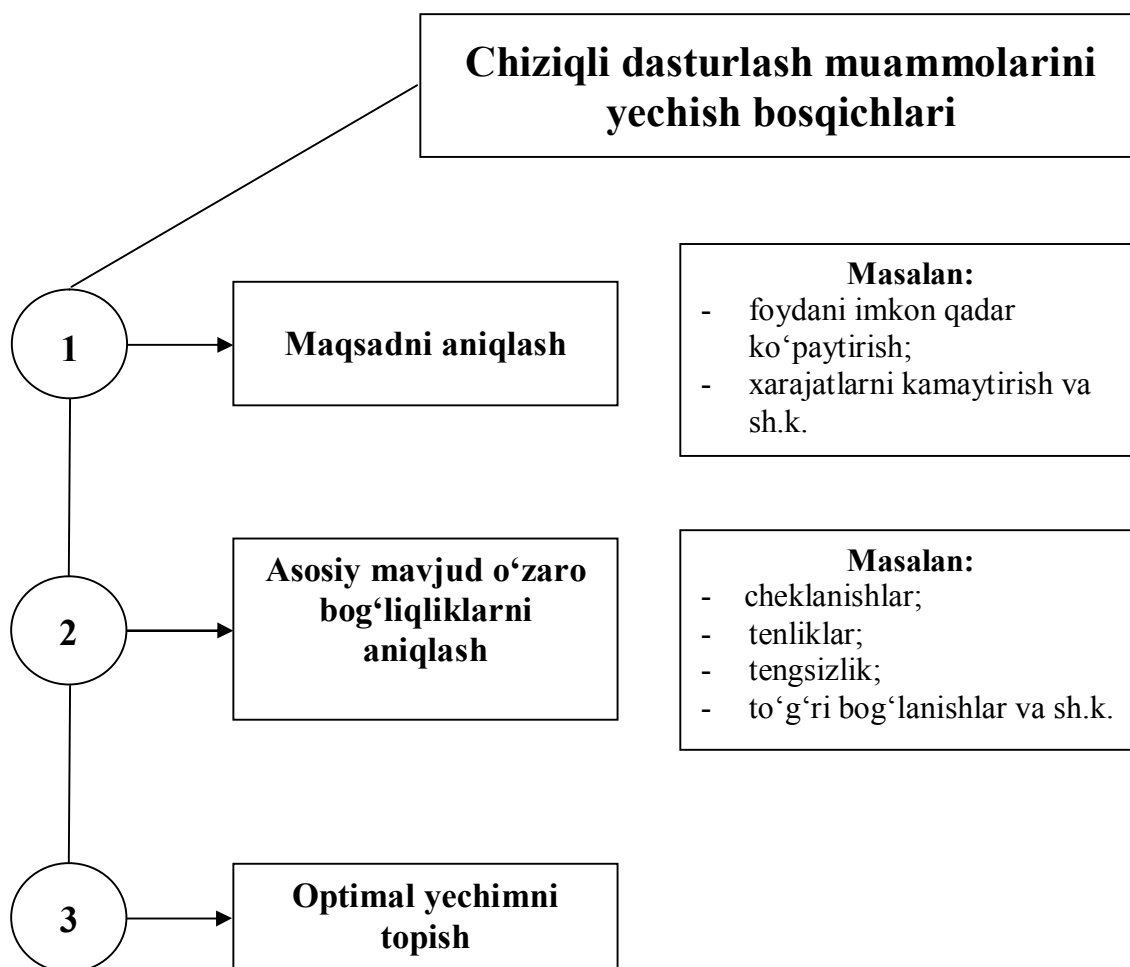 Chiziqli dasturlash muammolarini
yechish bosqichlari
1
Maqsadni aniqlash
Masalan:
- foydani imkon qadar
ko‘paytirish;
- xarajatlarni kamaytirish va
sh.k.
2
Asosiy mavjud o‘zaro
bog‘liqliklarni
aniqlash
Masalan:
- cheklanishlar;
- tenliklar;
- tengsizlik;
- to‘g‘ri bog‘lanishlar va sh.k.
3
Optimal yechimni
topish